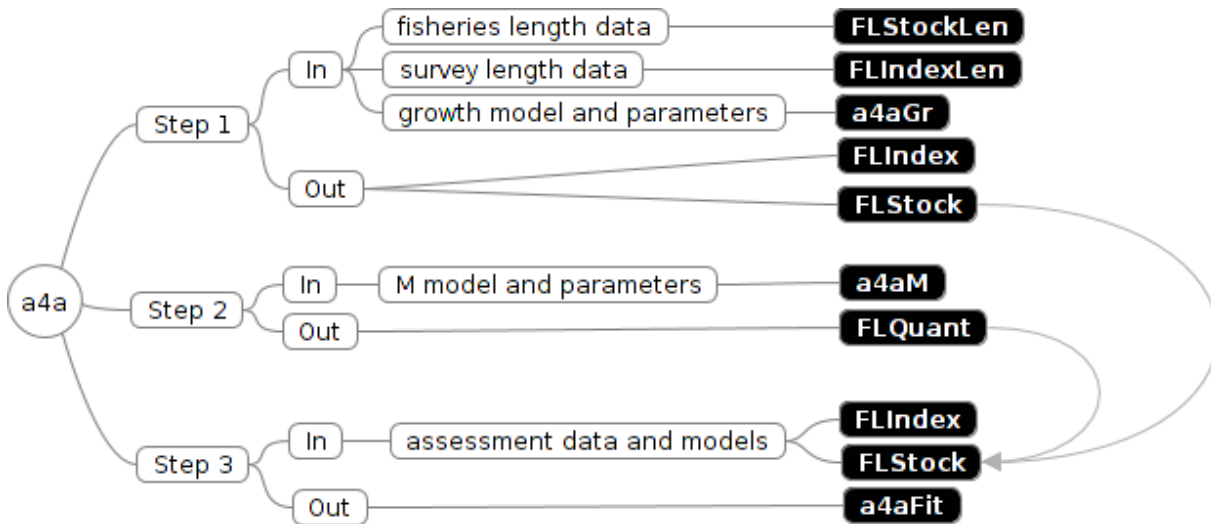 a4a
Step 1
In
fisheries length data
FLStockLen
survey length data
FLIndexLen
growth model and parameters
a4aGr
Out
FLIndex
FLStock
Step 2
In
M model and parameters
a4aM
Out
FLQuant
Step 3
In
assessment data and models
FLIndex
FLStock
Out
a4aFit